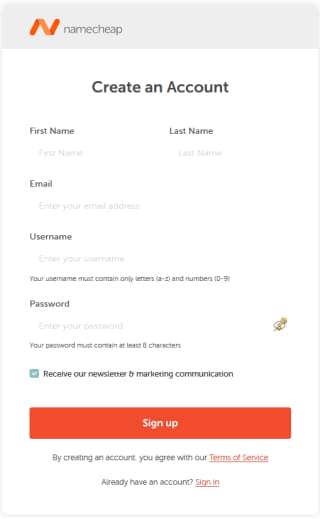 namecheap
Create an Account
First Name Last Name
First Name Last Name
Email
Enter your email address
Username
Enter your username
Your username must contain only letters (a-z) and numbers (0-9)
Password
Enter your password
Your password must contain at least 8 characters
Receive our newsletter & marketing communication
Sign up
By creating an account, you agree with our Terms of Service
Already have an account? Sign in